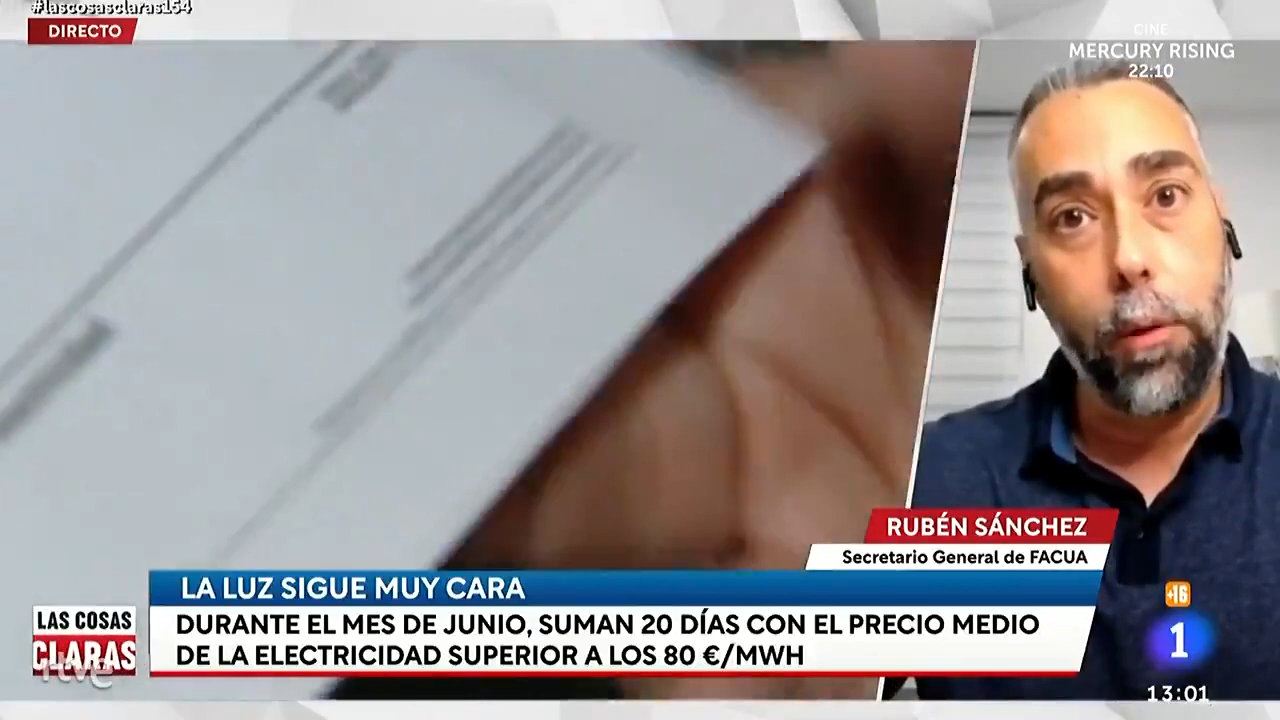 #lascosasclaras154
DIRECTO
CINE
MERCURY RISING
22:10
RUBÉN SÁNCHEZ
Secretario General de FACUA
LA LUZ SIGUE MUY CARA
DURANTE EL MES DE JUNIO, SUMAN 20 DÍAS CON EL PRECIO MEDIO
DE LA ELECTRICIDAD SUPERIOR A LOS 80 €/MWH
LAS COSAS
CLARAS
rtve
+16
1
13:01